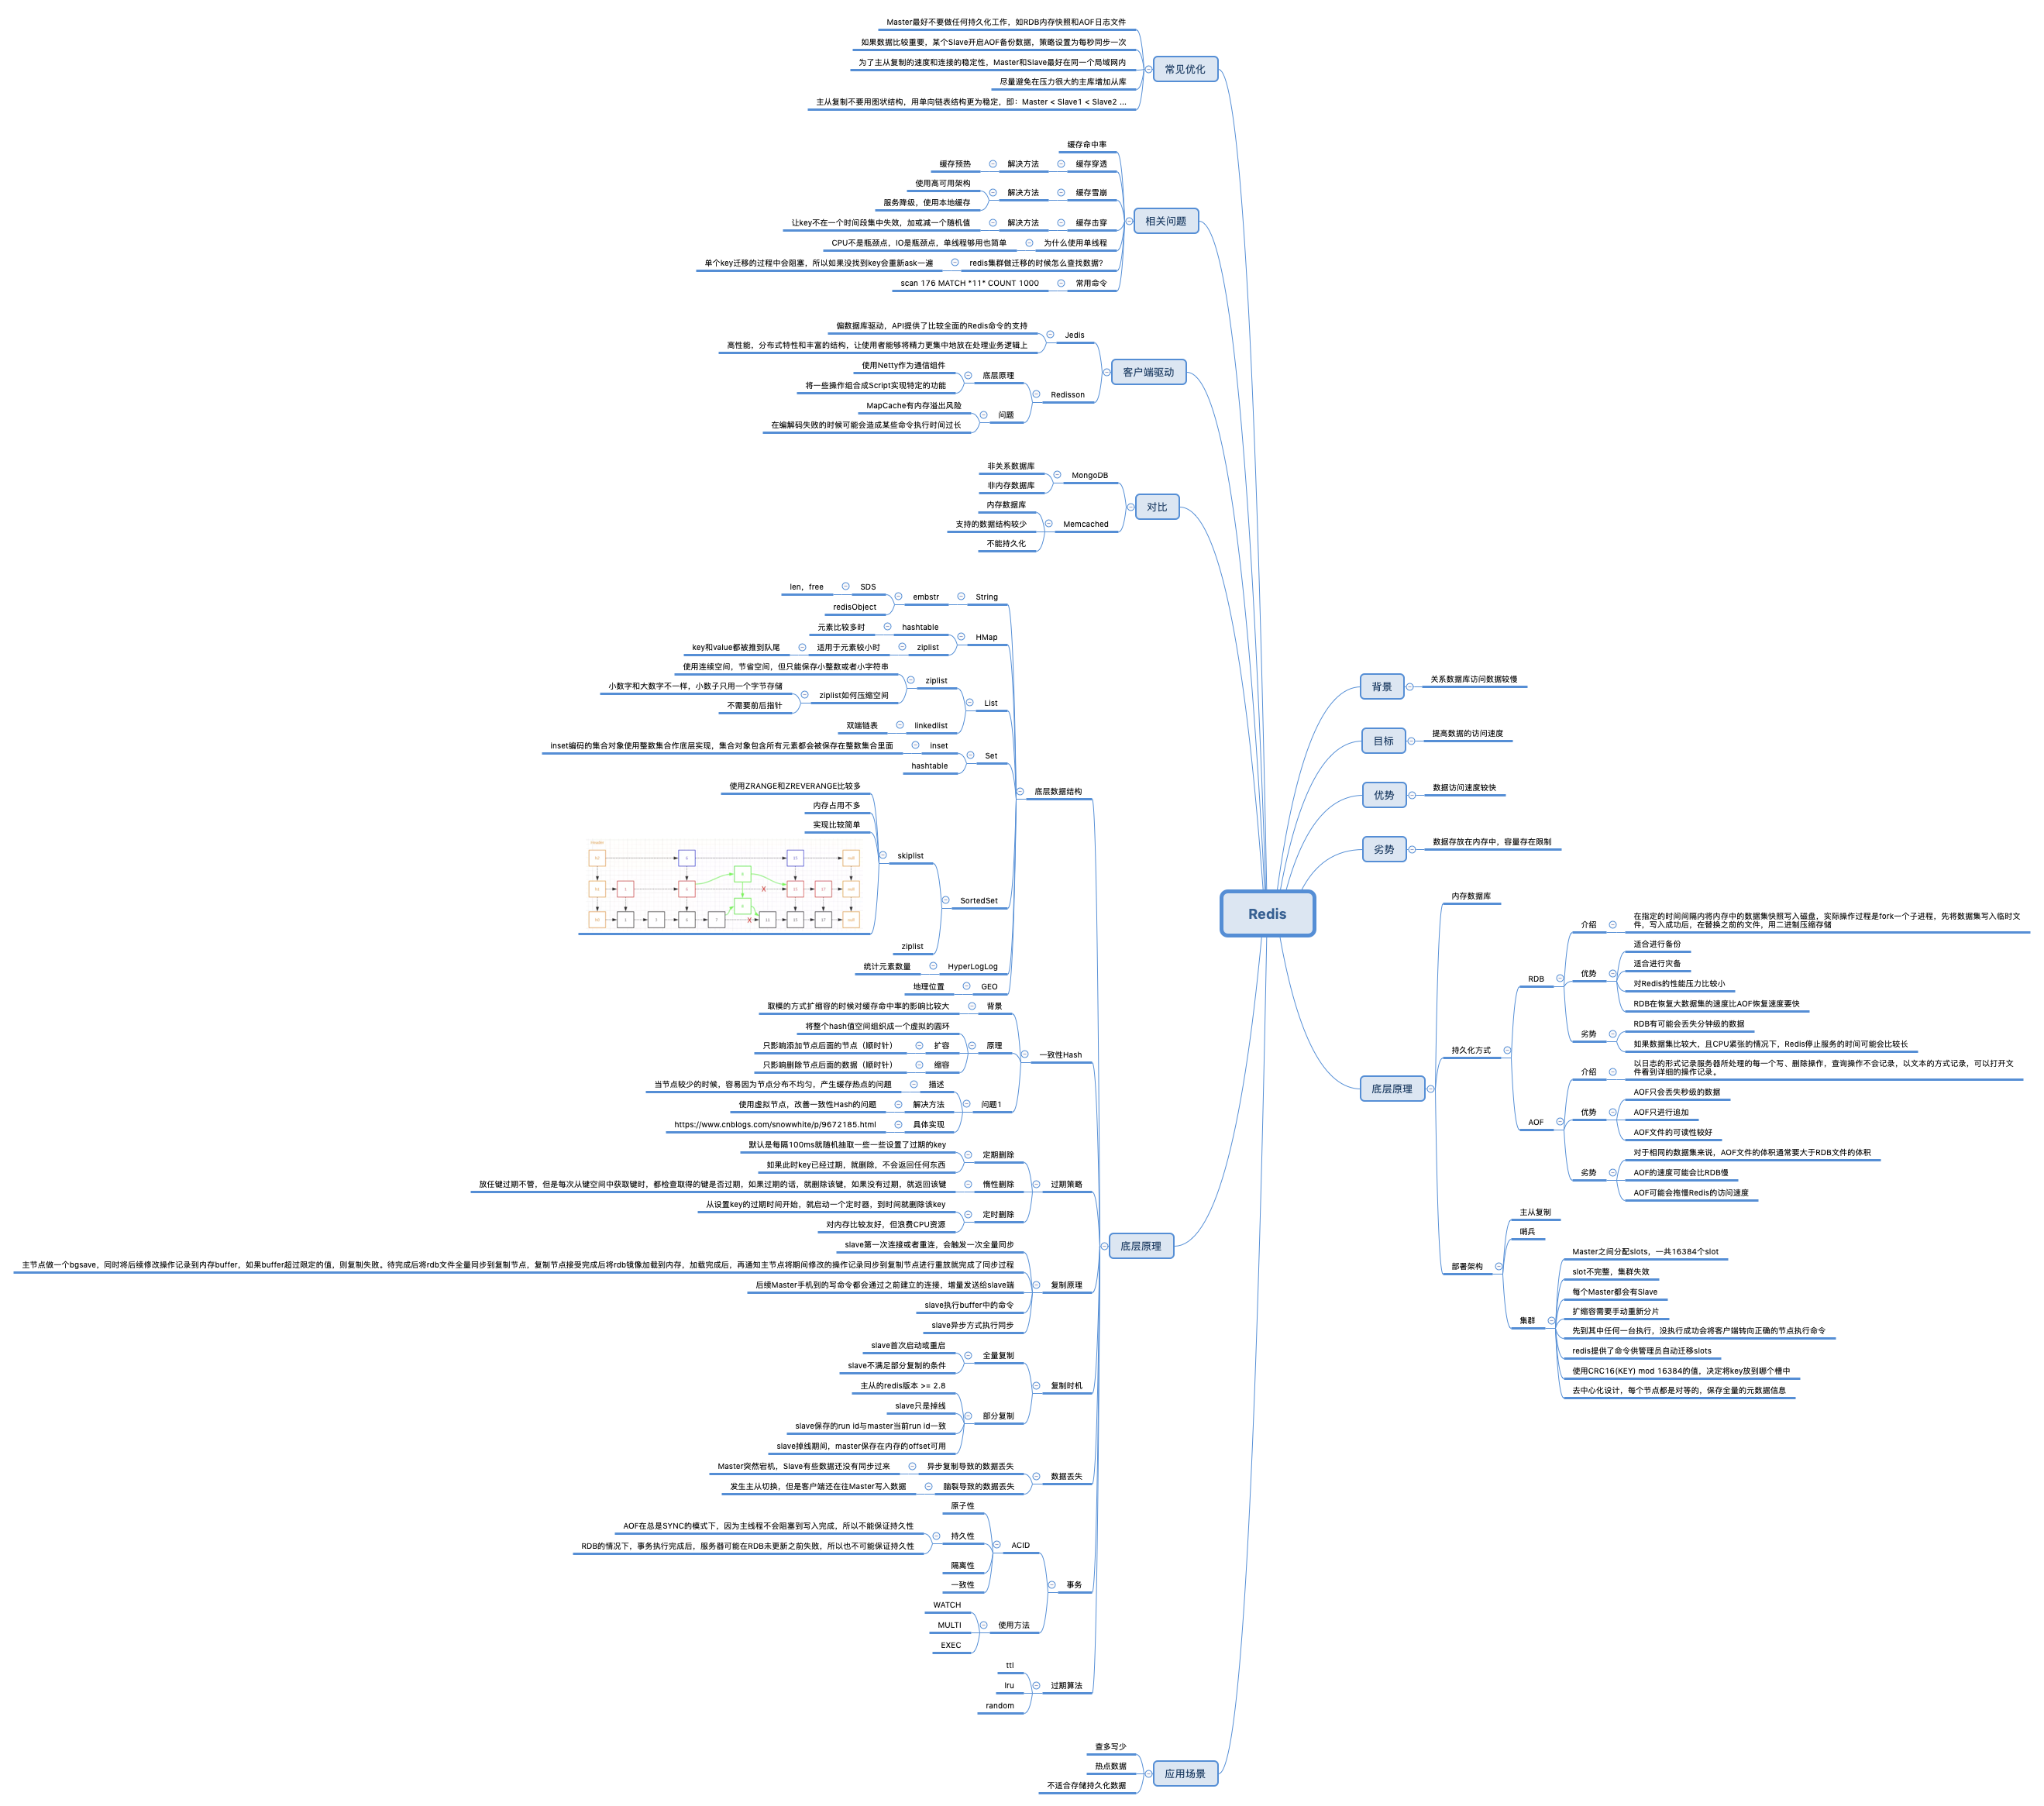 Redis
背景
关系数据库访问数据较慢
目标
提高数据的访问速度
优势
数据访问速度较快
劣势
数据存放在内存中，容量存在限制
底层原理
内存数据库
持久化方式
RDB
介绍
在指定的时间间隔内将内存中的数据集快照写入磁盘，实际操作过程是fork一个子进程，先将数据集写入临时文
件，写入成功后，在替换之前的文件，用二进制压缩存储
优势
适合进行备份
适合进行灾备
对Redis的性能压力比较小
RDB在恢复大数据集的速度比AOF恢复速度要快
劣势
RDB有可能会丢失分钟级的数据
如果数据集比较大，且CPU紧张的情况下，Redis停止服务的时间可能会比较长
AOF
介绍
以日志的形式记录服务器所处理的每一个写、删除操作，查询操作不会记录，以文本的方式记录，可以打开文
件看到详细的操作记录。
优势
AOF只会丢失秒级的数据
AOF只进行追加
AOF文件的可读性较好
劣势
对于相同的数据集来说，AOF文件的体积通常要大于RDB文件的体积
AOF的速度可能会比RDB慢
AOF可能会拖慢Redis的访问速度
部署架构
主从复制
哨兵
集群
Master之间分配slots，一共16384个slot
slot不完整，集群失效
每个Master都会有Slave
扩缩容需要手动重新分片
先到其中任何一台执行，没执行成功会将客户端转向正确的节点执行命令
redis提供了命令供管理员自动迁移slots
使用CRC16(KEY) mod 16384的值，决定将key放到哪个槽中
去中心化设计，每个节点都是对等的，保存全量的元数据信息
常见优化
Master最好不要做任何持久化工作，如RDB内存快照和AOF日志文件
如果数据比较重要，某个Slave开启AOF备份数据，策略设置为每秒同步一次
为了主从复制的速度和连接的稳定性，Master和Slave最好在同一个局域网内
尽量避免在压力很大的主库增加从库
主从复制不要用图状结构，用单向链表结构更为稳定，即：Master < Slave1 < Slave2 ...
相关问题
缓存命中率
缓存穿透
解决方法
缓存预热
缓存雪崩
解决方法
使用高可用架构
服务降级，使用本地缓存
缓存击穿
解决方法
让key不在一个时间段集中失效，加或减一个随机值
为什么使用单线程
CPU不是瓶颈点，IO是瓶颈点，单线程够用也简单
redis集群做迁移的时候怎么查找数据？
单个key迁移的过程中会阻塞，所以如果没找到key会重新ask一遍
常用命令
scan 176 MATCH *11* COUNT 1000
客户端驱动
Jedis
偏数据库驱动，API提供了比较全面的Redis命令的支持
高性能，分布式特性和丰富的结构，让使用者能够将精力更集中地放在处理业务逻辑上
Redisson
底层原理
使用Netty作为通信组件
将一些操作组合成Script实现特定的功能
问题
MapCache有内存溢出风险
在编解码失败的时候可能会造成某些命令执行时间过长
对比
MongoDB
非关系数据库
非内存数据库
Memcached
内存数据库
支持的数据结构较少
不能持久化
底层原理
底层数据结构
String
embstr
SDS
len，free
redisObject
HMap
hashtable
元素比较多时
ziplist
适用于元素较小时
key和value都被推到队尾
List
ziplist
使用连续空间，节省空间，但只能保存小整数或者小字符串
ziplist如何压缩空间
小数字和大数字不一样，小数子只用一个字节存储
不需要前后指针
linkedlist
双端链表
Set
inset
inset编码的集合对象使用整数集合作底层实现，集合对象包含所有元素都会被保存在整数集合里面
hashtable
SortedSet
skiplist
使用ZRANGE和ZREVERANGE比较多
内存占用不多
实现比较简单
ziplist
HyperLogLog
统计元素数量
GEO
地理位置
一致性Hash
背景
取模的方式扩缩容的时候对缓存命中率的影响比较大
原理
将整个hash值空间组织成一个虚拟的圆环
扩容
只影响添加节点后面的节点（顺时针）
缩容
只影响删除节点后面的数据（顺时针）
问题1
描述
当节点较少的时候，容易因为节点分布不均匀，产生缓存热点的问题
解决方法
使用虚拟节点，改善一致性Hash的问题
具体实现
https://www.cnblogs.com/snowwhite/p/9672185.html
过期策略
定期删除
默认是每隔100ms就随机抽取一些一些设置了过期的key
如果此时key已经过期，就删除，不会返回任何东西
惰性删除
放任键过期不管，但是每次从键空间中获取键时，都检查取得的键是否过期，如果过期的话，就删除该键，如果没有过期，就返回该键
定时删除
从设置key的过期时间开始，就启动一个定时器，到时间就删除该key
对内存比较友好，但浪费CPU资源
复制原理
slave第一次连接或者重连，会触发一次全量同步
主节点做一个bgsave，同时将后续修改操作记录到内存buffer，如果buffer超过限定的值，则复制失败。待完成后将rdb文件全量同步到复制节点，复制节点接受完成后将rdb镜像加载到内存，加载完成后，再通知主节点将期间修改的操作记录同步到复制节点进行重放就完成了同步过程
后续Master手机到的写命令都会通过之前建立的连接，增量发送给slave端
slave执行buffer中的命令
slave异步方式执行同步
复制时机
全量复制
slave首次启动或重启
slave不满足部分复制的条件
部分复制
主从的redis版本 >= 2.8
slave只是掉线
slave保存的run id与master当前run id一致
slave掉线期间，master保存在内存的offset可用
数据丢失
异步复制导致的数据丢失
Master突然宕机，Slave有些数据还没有同步过来
脑裂导致的数据丢失
发生主从切换，但是客户端还在往Master写入数据
事务
ACID
原子性
持久性
AOF在总是SYNC的模式下，因为主线程不会阻塞到写入完成，所以不能保证持久性
RDB的情况下，事务执行完成后，服务器可能在RDB未更新之前失败，所以也不可能保证持久性
隔离性
一致性
使用方法
WATCH
MULTI
EXEC
过期算法
ttl
lru
random
应用场景
查多写少
热点数据
不适合存储持久化数据